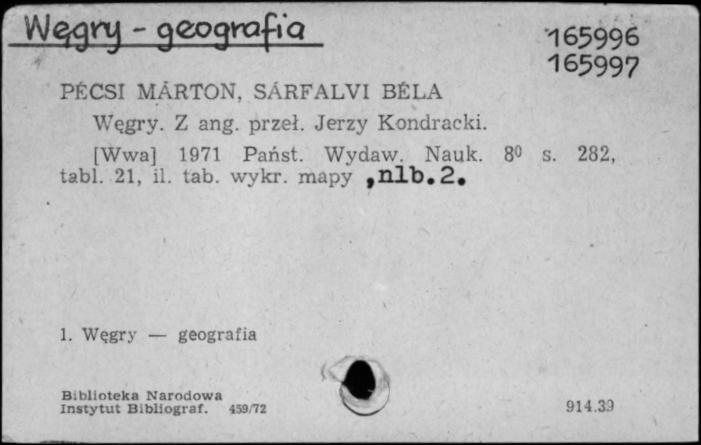 Węgry - geografia
165996
165997
PÉCSI MÁRTON, SÁRFALVI BÉLA
Węgry. Z ang. przeł. Jerzy Kondracki.
[Wwa] 1971 Państ. Wydaw. Nauk. 8⁰ s. 282,
tabl. 21, il. tab. wykr. mapy ,nlb.2.
1. Węgry — geografia
Biblioteka Narodowa
Instytut Bibliograf. 459/72
914.39